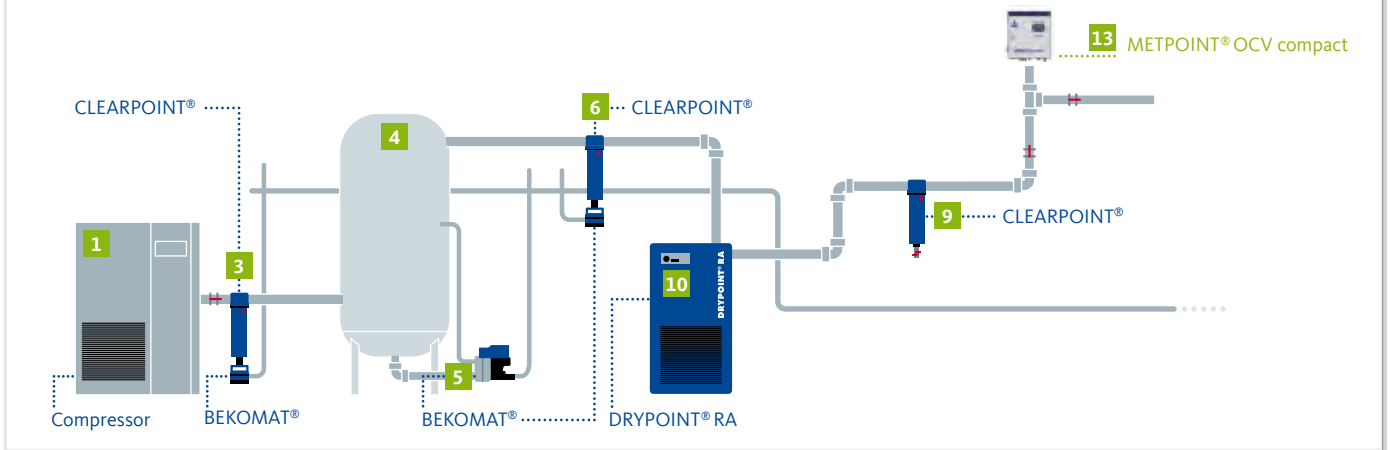 13 METPOINT® OCV compact
CLEARPOINT®
6 CLEARPOINT®
4
9 CLEARPOINT®
1
3
10
DRYPOINT® RA
5
Compressor
BEKOMAT®
BEKOMAT®
DRYPOINT® RA